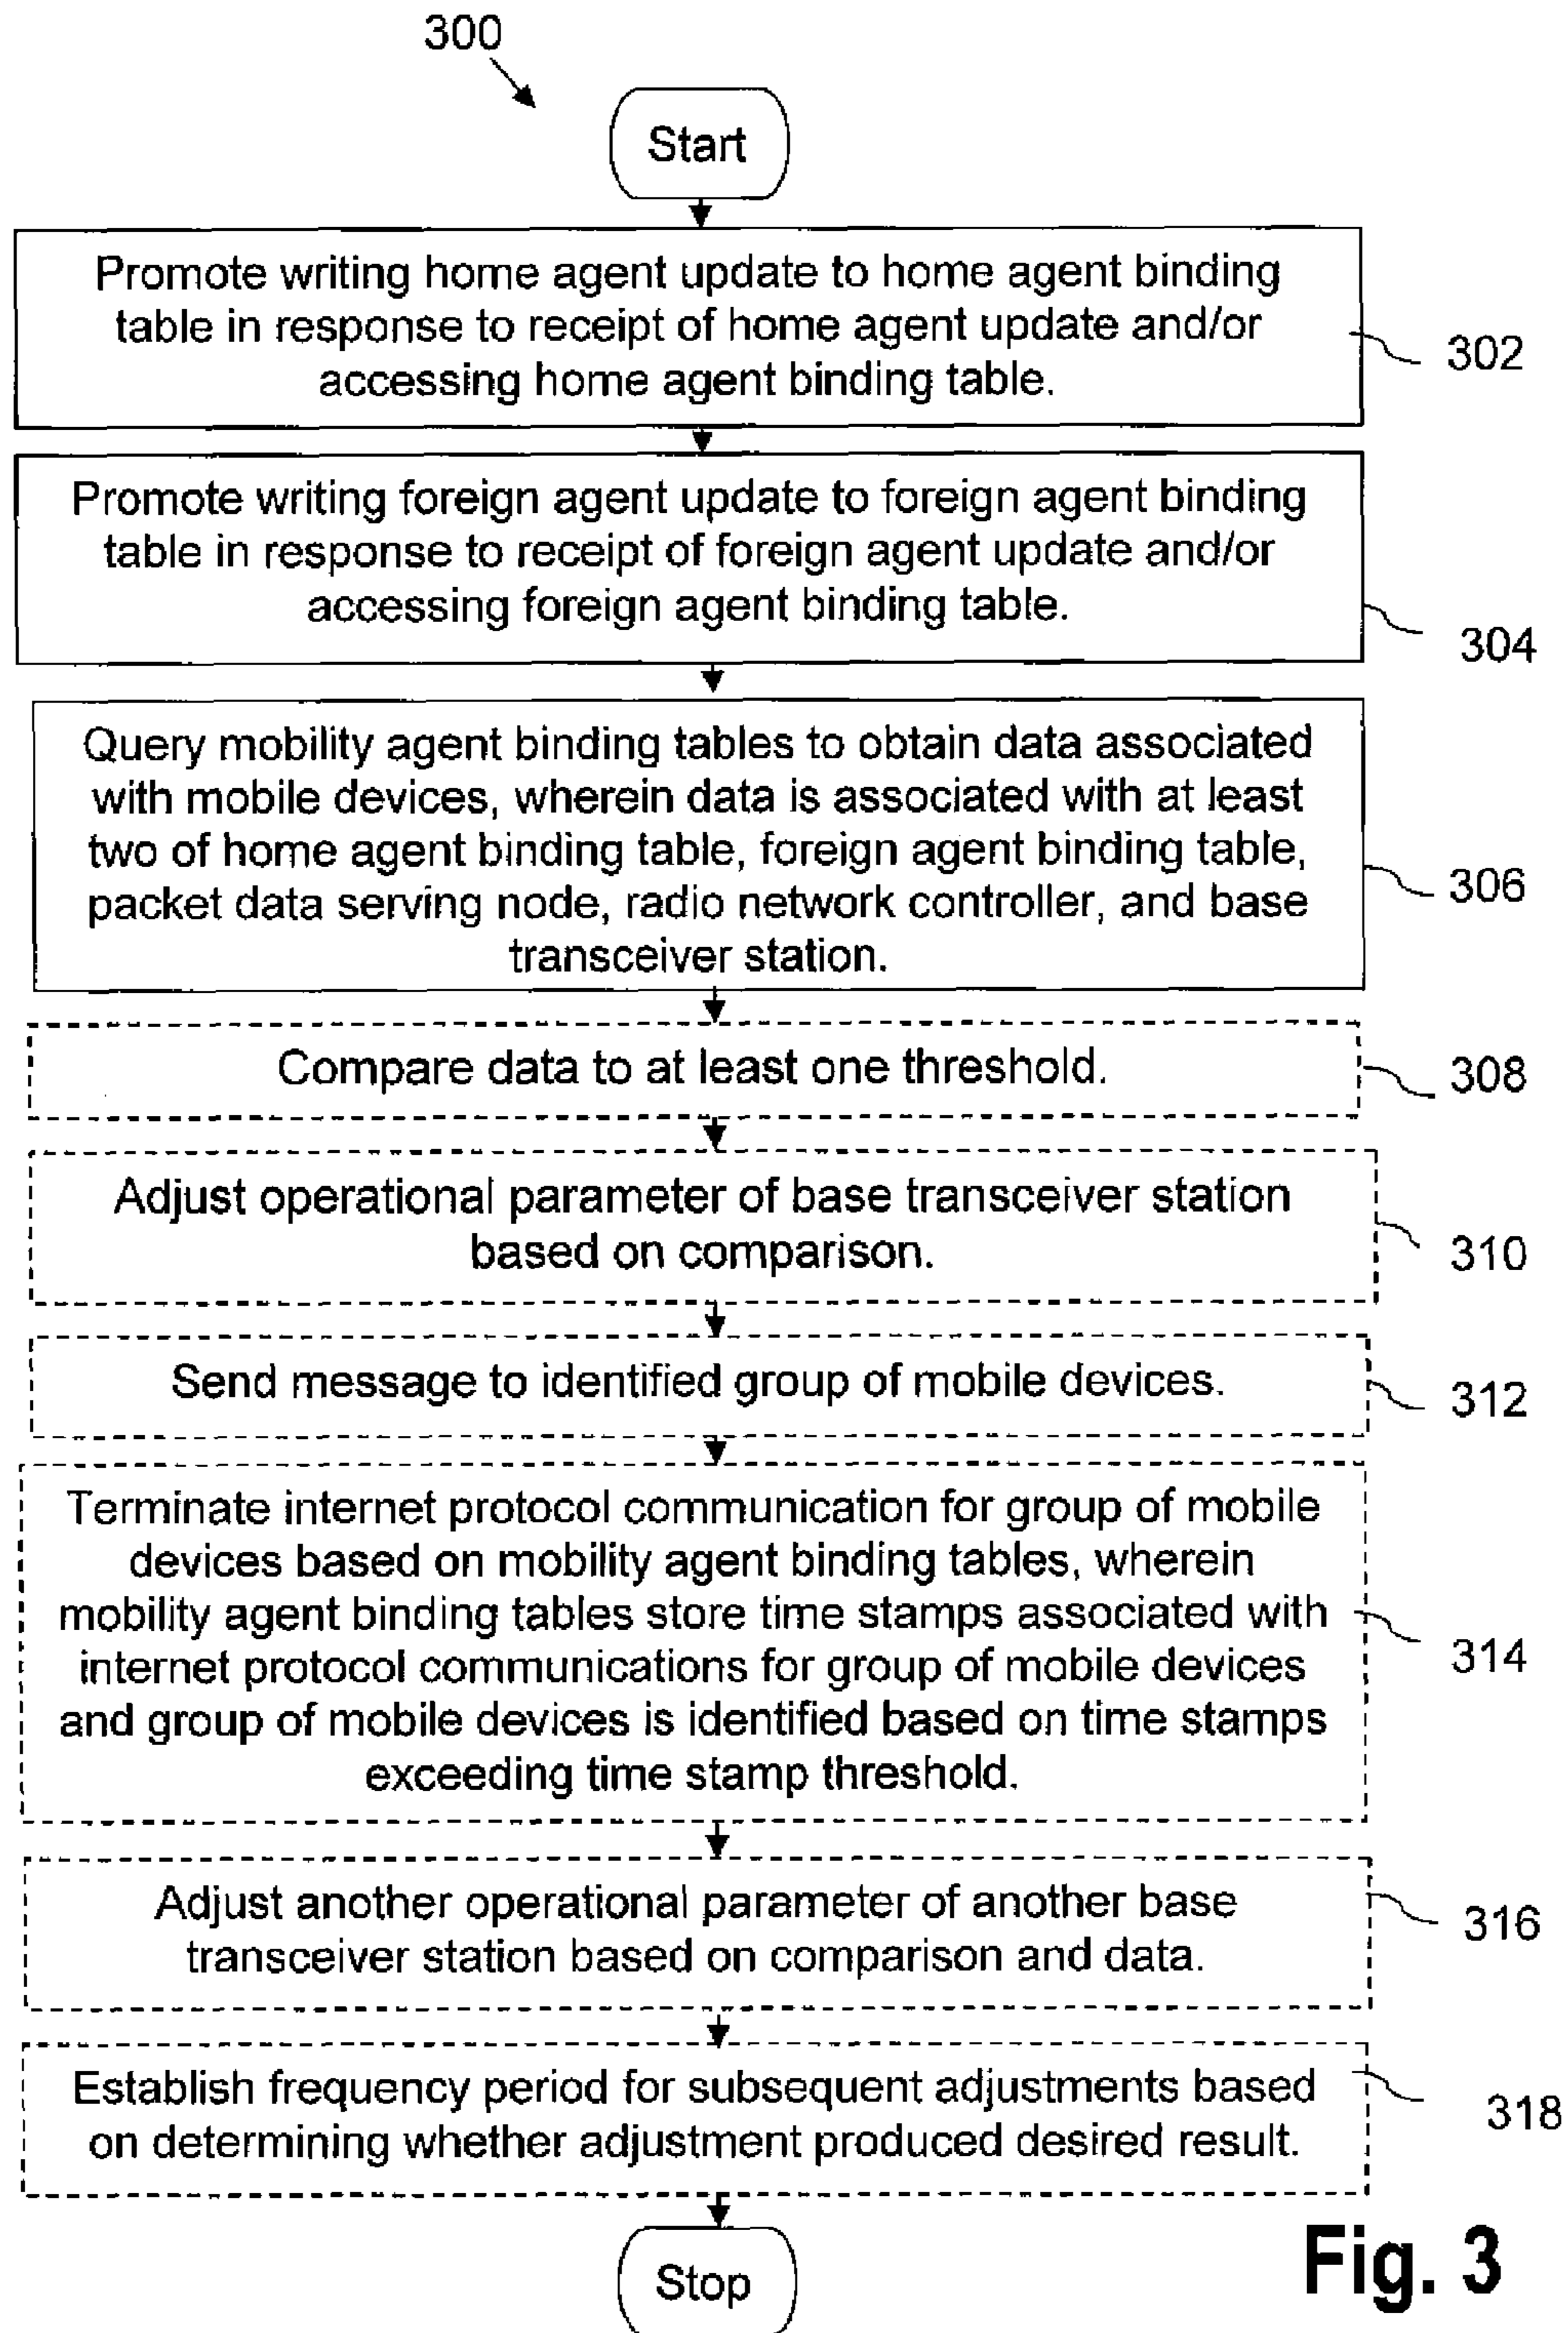 300
Start
Promote writing home agent update to home agent binding
table in response to receipt of home agent update and/or
accessing home agent binding table.
302
Promote writing foreign agent update to foreign agent binding
table in response to receipt of foreign agent update and/or
accessing foreign agent binding table.
304
Query mobility agent binding tables to obtain data associated
with mobile devices, wherein data is associated with at least
two of home agent binding table, foreign agent binding table,
packet data serving node, radio network controller, and base
transceiver station.
306
Compare data to at least one threshold.
308
Adjust operational parameter of base transceiver station
based on comparison.
310
Send message to identified group of mobile devices.
312
Terminate internet protocol communication for group of mobile
devices based on mobility agent binding tables, wherein
mobility agent binding tables store time stamps associated with
internet protocol communications for group of mobile devices
and group of mobile devices is identified based on time stamps
exceeding time stamp threshold.
314
Adjust another operational parameter of another base
transceiver station based on comparison and data.
316
Establish frequency period for subsequent adjustments based
on determining whether adjustment produced desired result.
318
Stop
Fig. 3